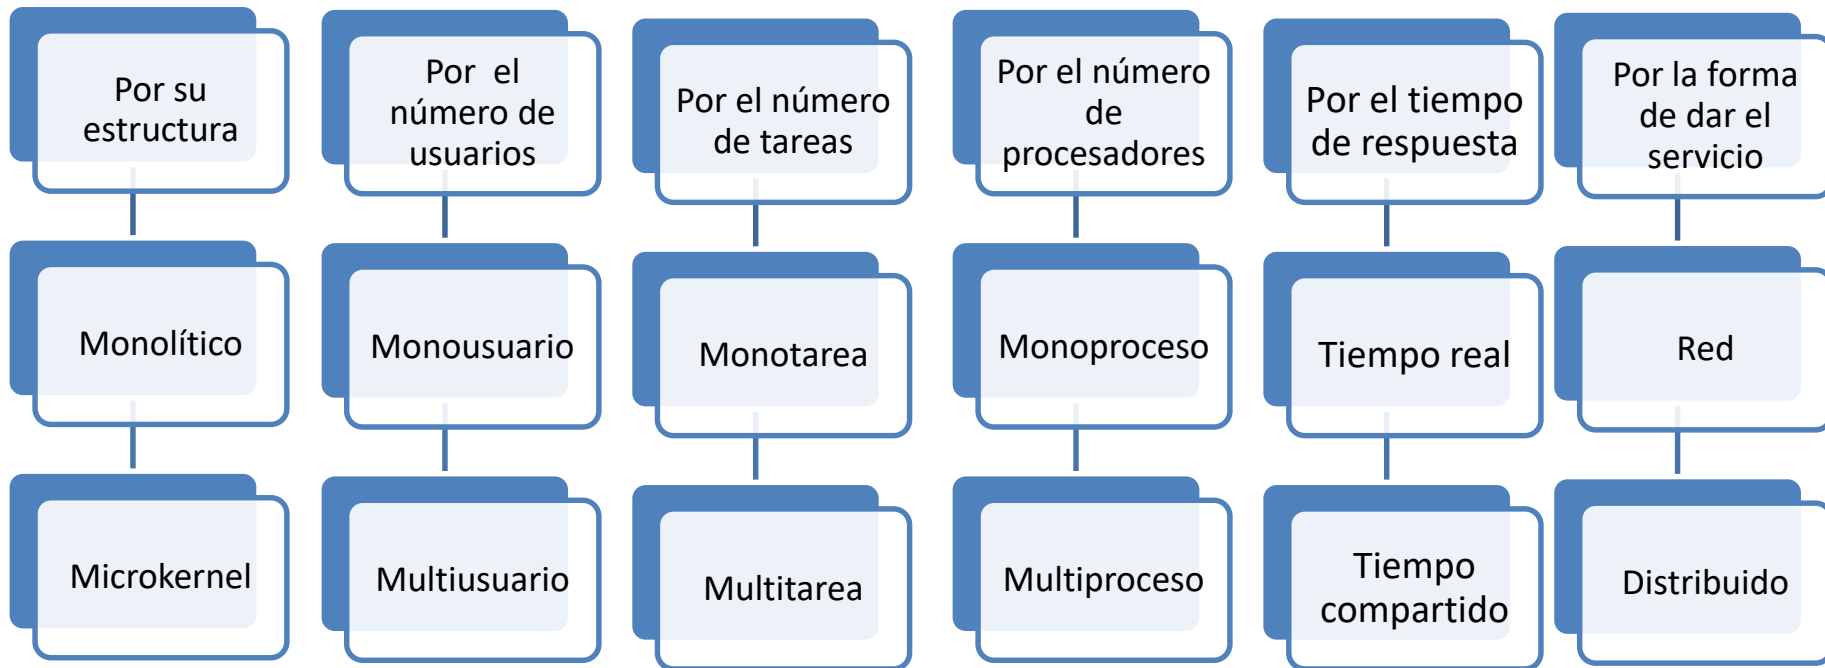 Por su
estructura
Monolítico
Microkernel
Por el
número de
usuarios
Monousuario
Multiusuario
Por el número
de tareas
Monotarea
Multitarea
Por el número
de
procesadores
Monoproceso
Multiproceso
Por el tiempo
de respuesta
Tiempo real
Tiempo
compartido
Por la forma
de dar el
servicio
Red
Distribuido